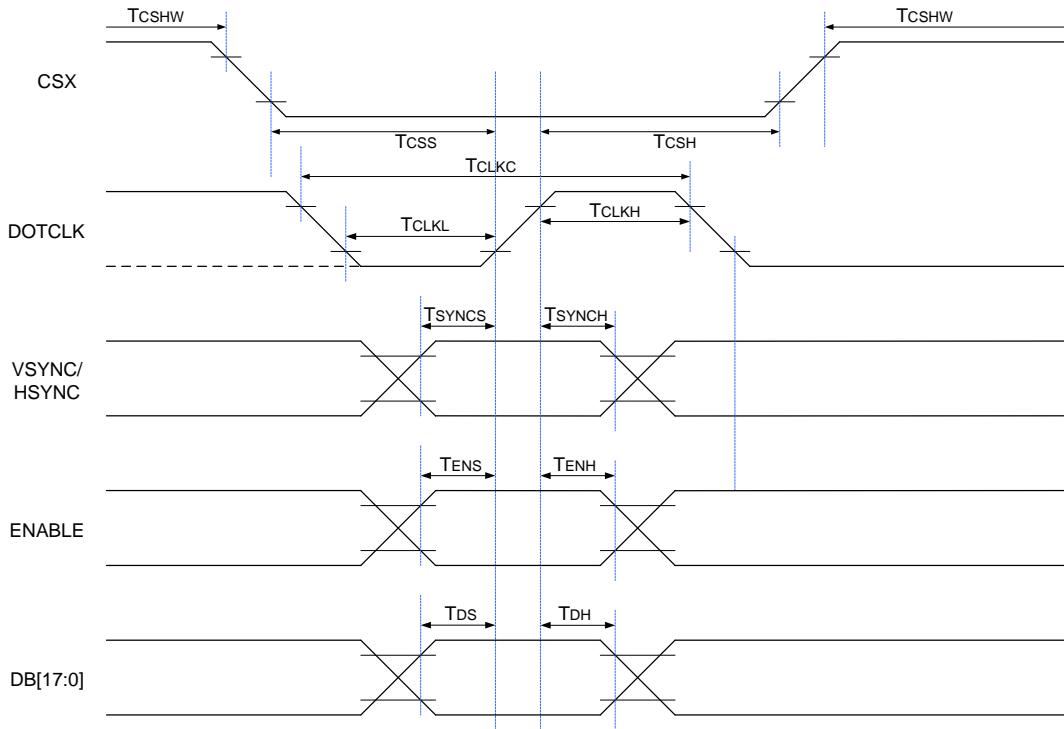 TCSHW
TCSHW
CSX
TCSS
TCSH
TCLKC
DOTCLK
TCLKL
TCLKH
TSYNCS
TSYNCH
VSYNC/
HSYNC
TENS
TENH
ENABLE
TDS
TDH
DB[17:0]